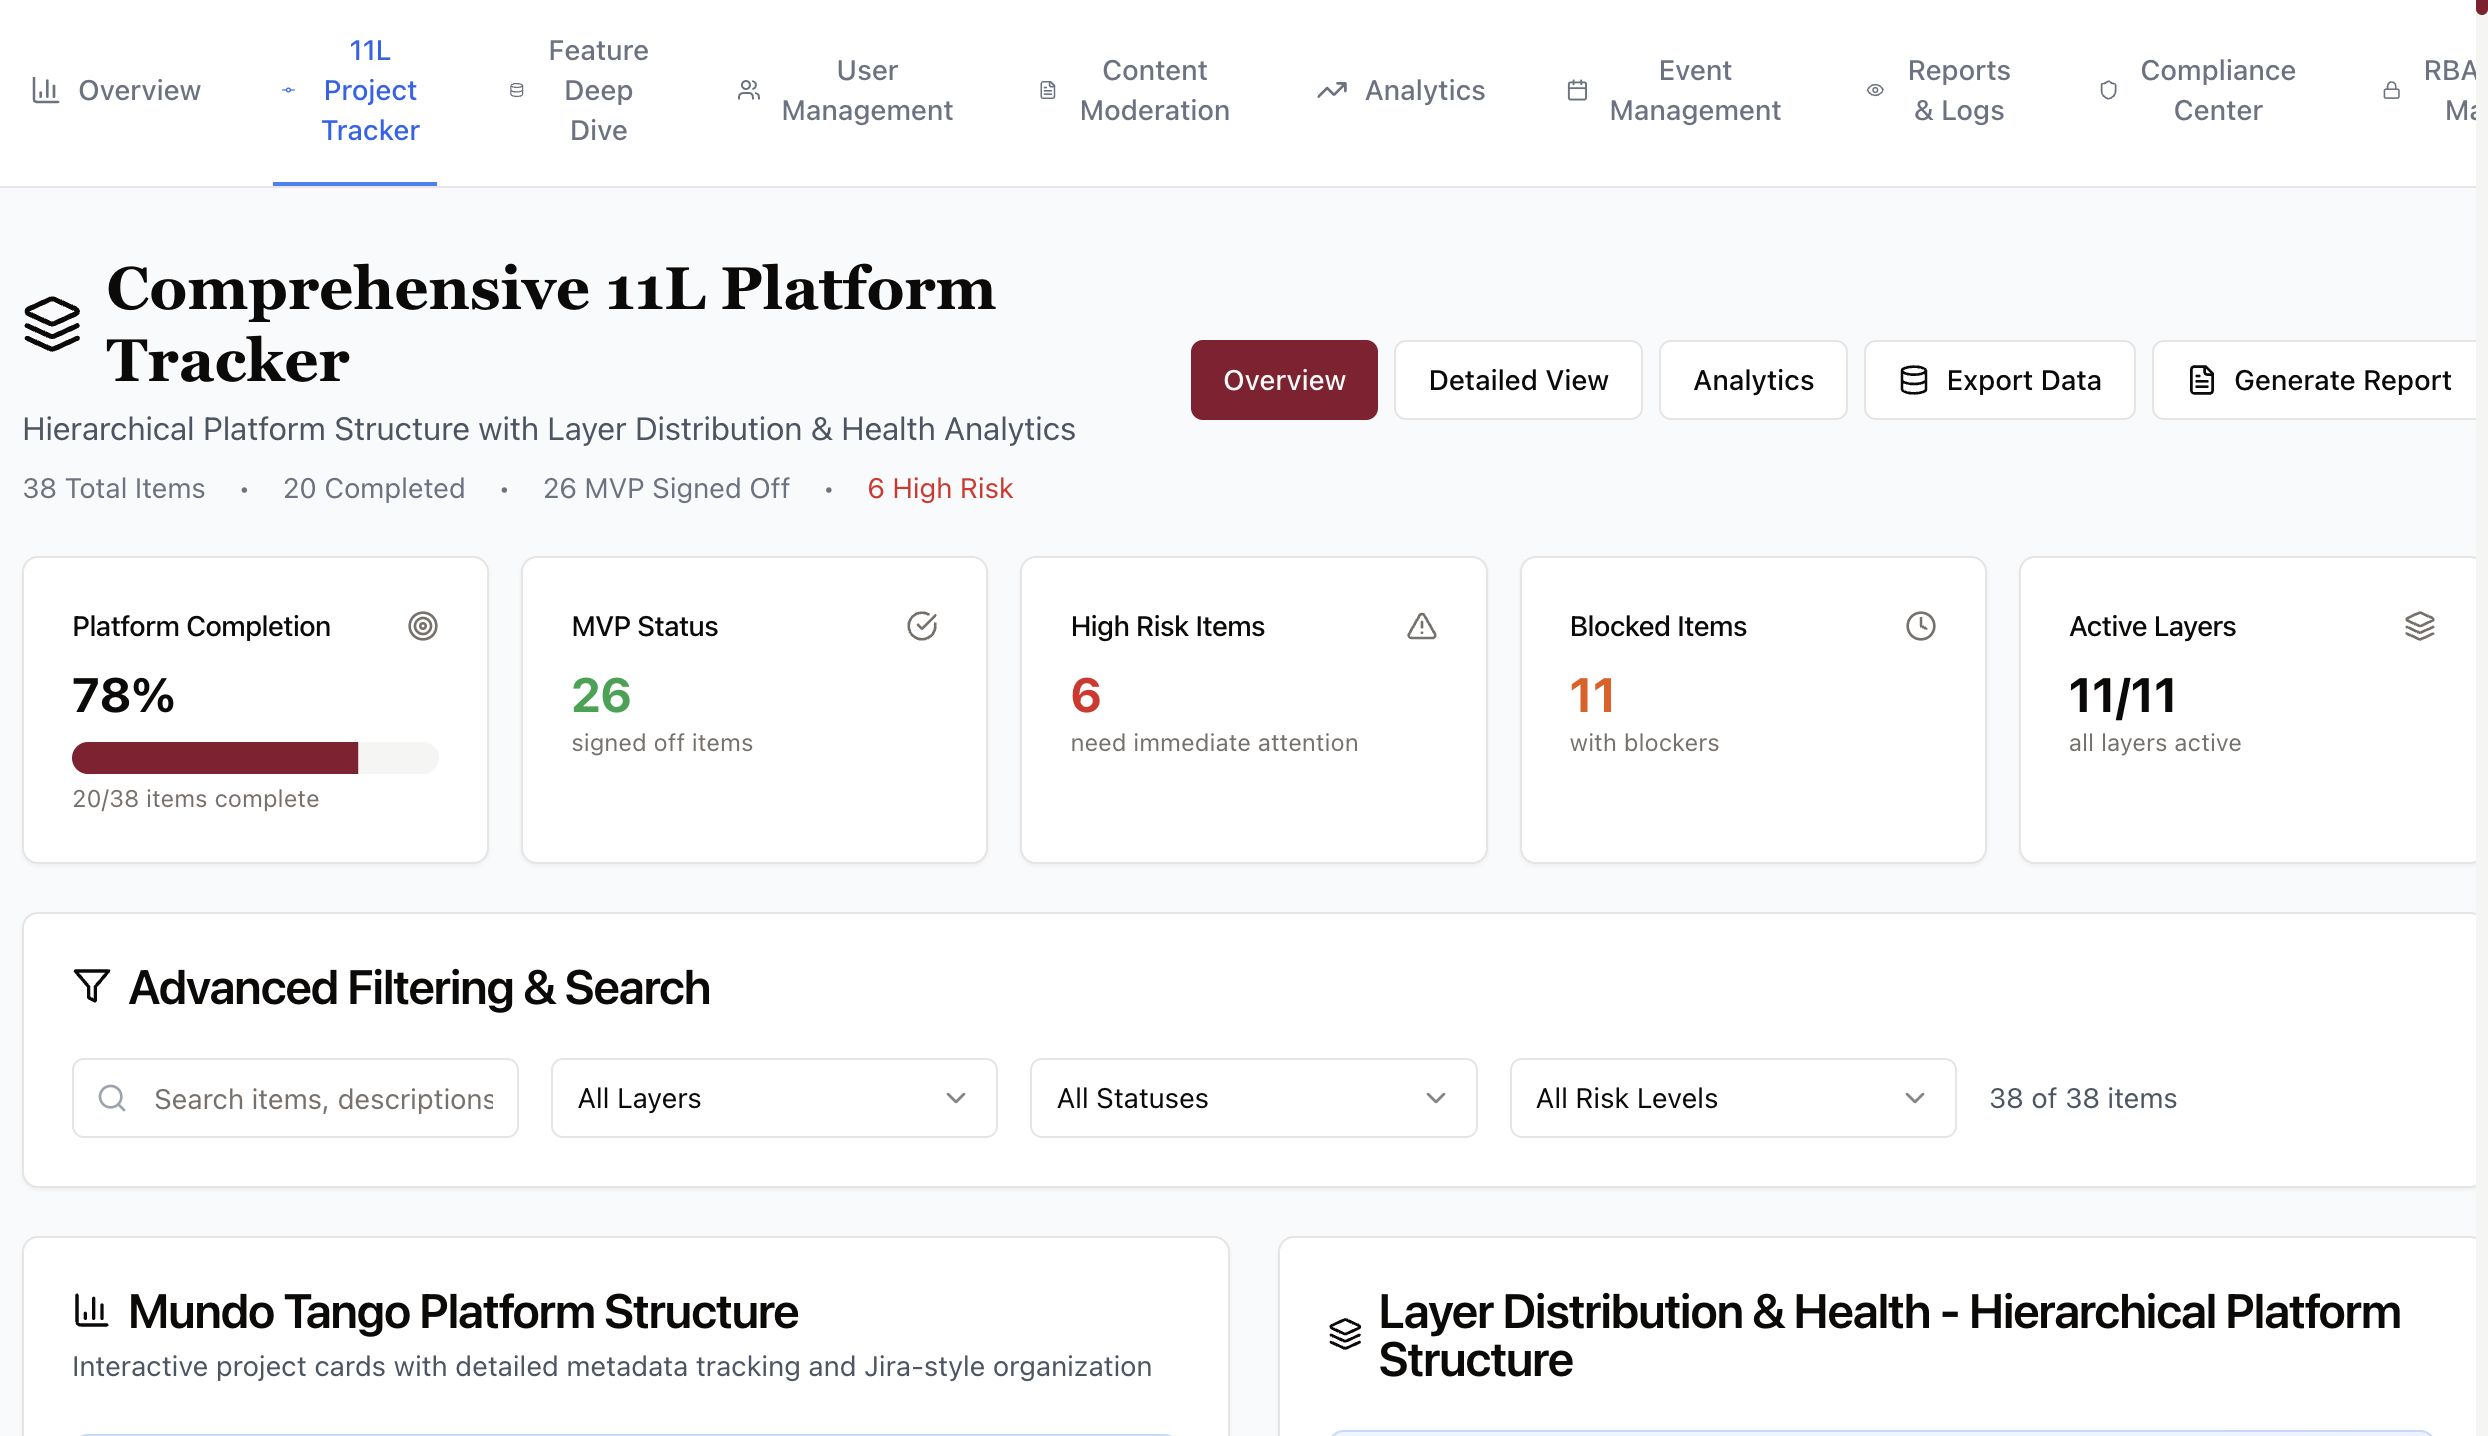 Overview
11L
Project
Tracker
Feature
Deep
Dive
User
Management
Content
Moderation
Analytics
Event
Management
Reports
& Logs
Compliance
Center
Comprehensive 11L Platform
Tracker
Hierarchical Platform Structure with Layer Distribution & Health Analytics
38 Total Items • 20 Completed • 26 MVP Signed Off • 6 High Risk
Overview
Detailed View
Analytics
Export Data
Generate Report
Platform Completion
78%
20/38 items complete
MVP Status
26
signed off items
High Risk Items
6
need immediate attention
Blocked Items
11
with blockers
Active Layers
11/11
all layers active
Advanced Filtering & Search
Search items, descriptions
All Layers
All Statuses
All Risk Levels
38 of 38 items
Mundo Tango Platform Structure
Interactive project cards with detailed metadata tracking and Jira-style organization
Layer Distribution & Health - Hierarchical Platform
Structure